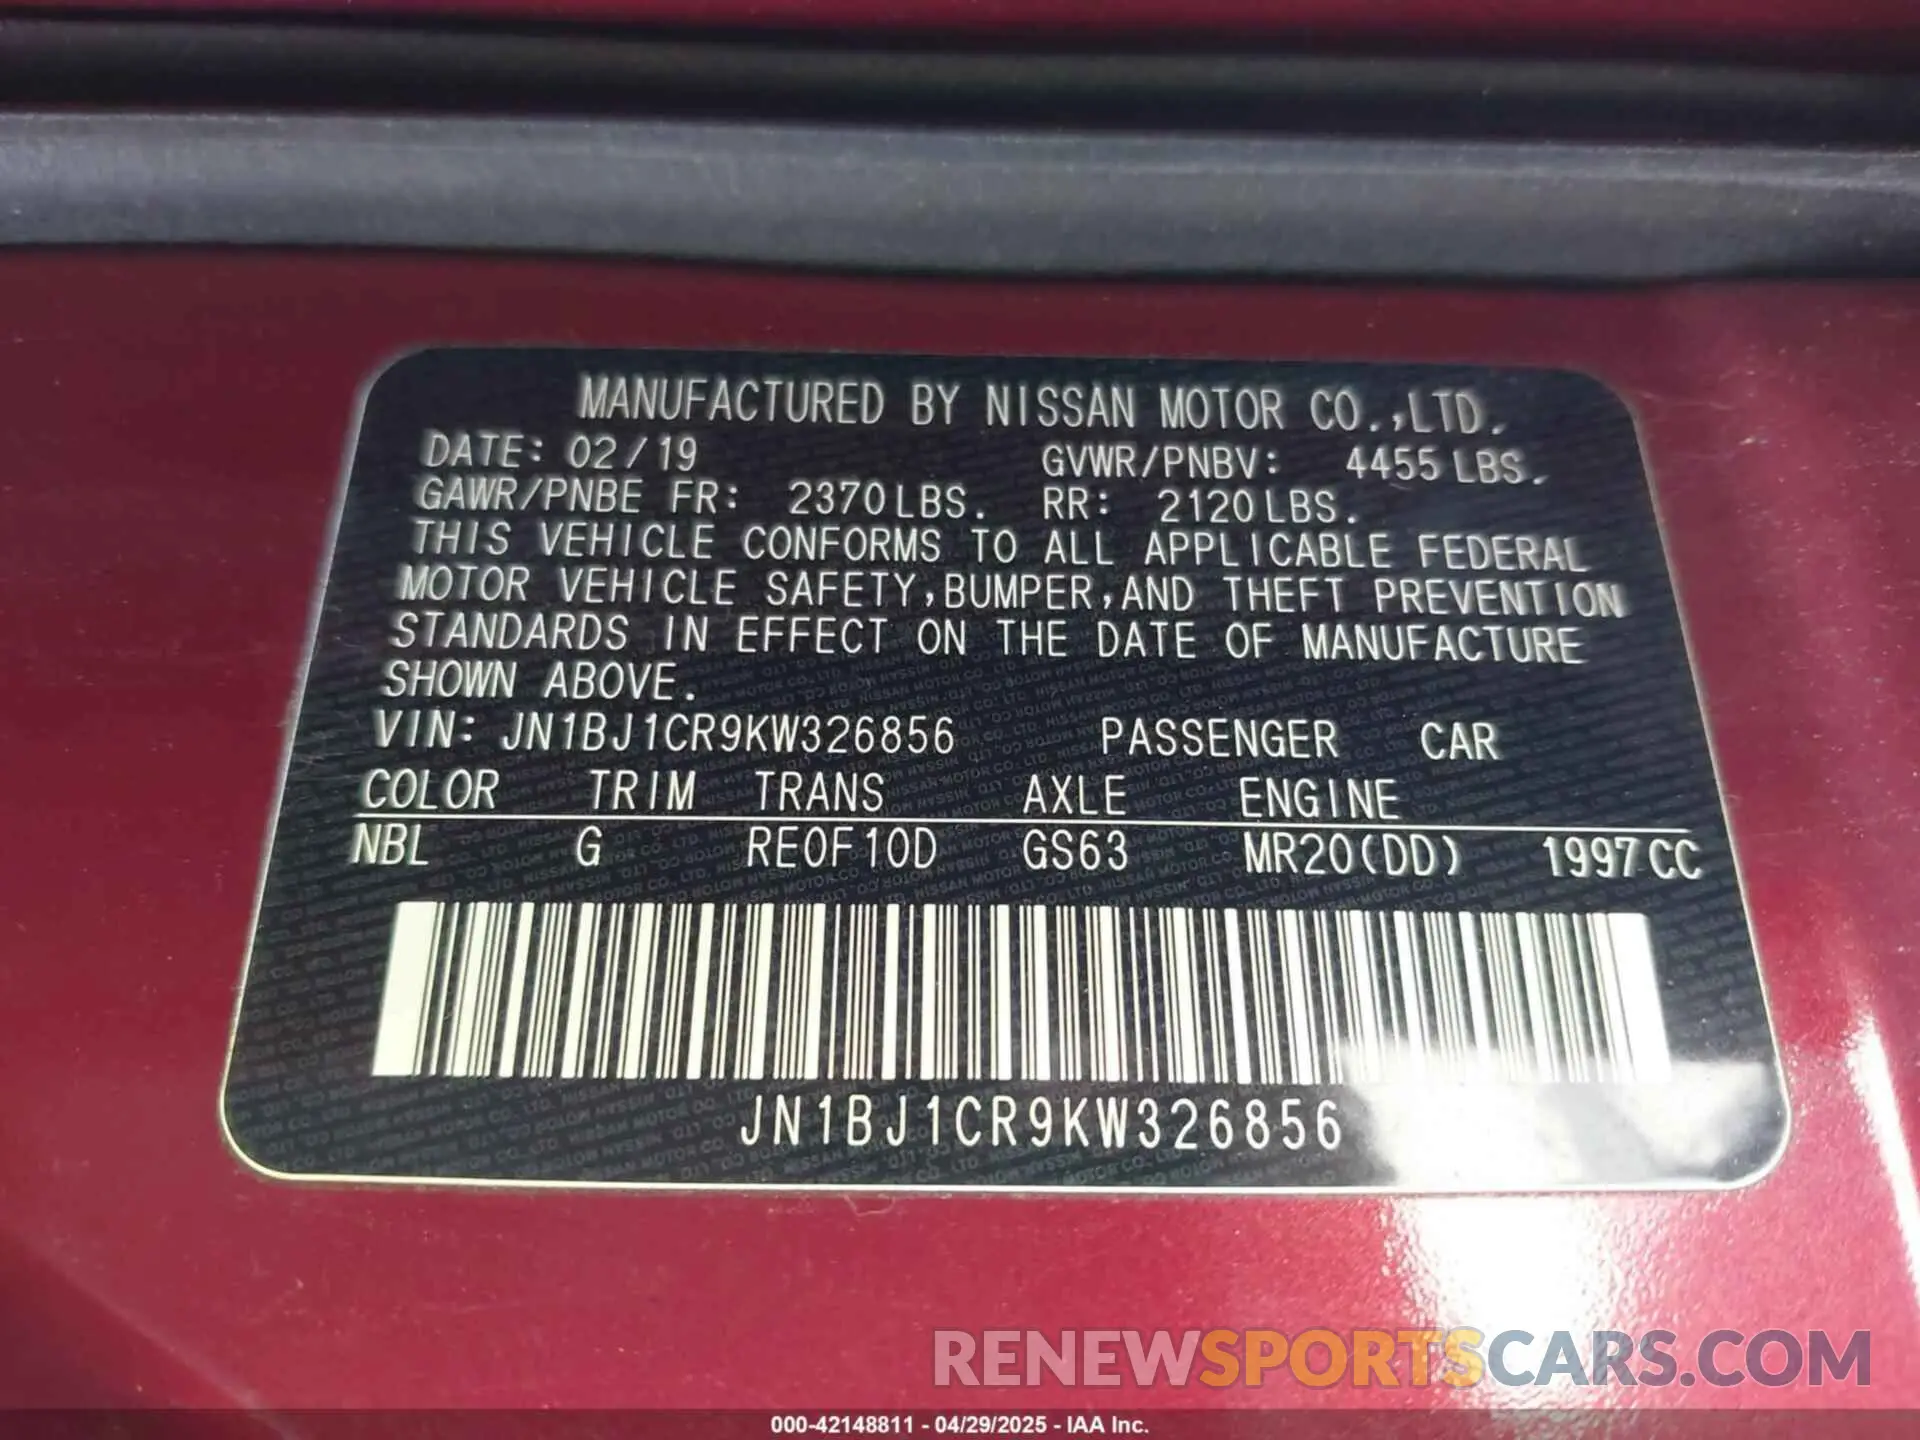 MANUFACTURED BY NISSAN MOTOR CO.,LTD.
DATE: 02/19 GVWR/PNBV: 4455 LBS.
GAWR/PNBE FR: 2370 LBS. RR: 2120 LBS.
THIS VEHICLE CONFORMS TO ALL APPLICABLE FEDERAL
MOTOR VEHICLE SAFETY,BUMPER,AND THEFT PREVENTION
STANDARDS IN EFFECT ON THE DATE OF MANUFACTURE
SHOWN ABOVE.
VIN: JN1BJ1CR9KW326856 PASSENGER CAR
COLOR TRIM TRANS AXLE ENGINE
NBL G RE0F10D GS63 MR20(DD) 1997CC
JN1BJ1CR9KW326856
RENEWSPORTSCARS.COM
000-42148811 - 04/29/2025 - IAA Inc.